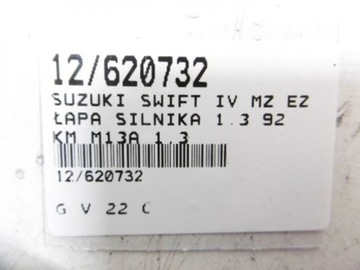 12/620732
SUZUKI SWIFT IV MZ EZ
ŁAPA SILNIKA 1.3 92
KM M13A 1.3
12/620732
G V 22 C